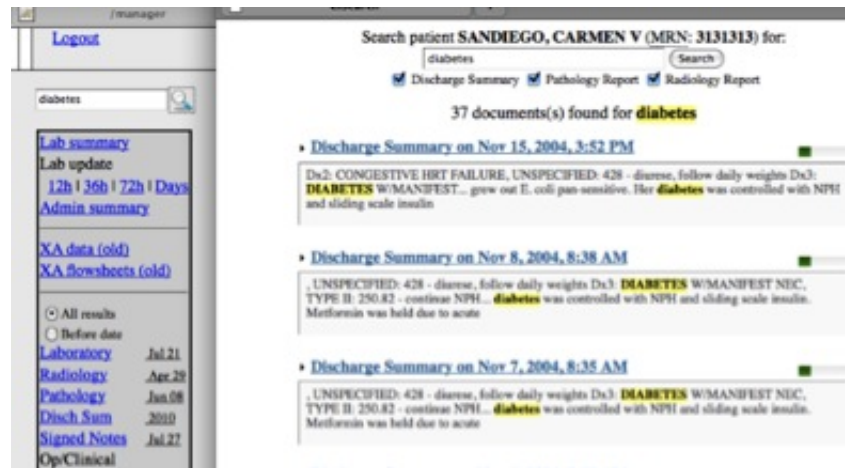 /manager
Logout
diabetes
Lab summary
Lab update
12h | 36h | 72h | Days
Admin summary
XA data (old)
XA flowsheets (old)
All results
Before date
Laboratory Jul 21
Radiology Apr 29
Pathology Jun 08
Disch Sum 2010
Signed Notes Jul 27
Op/Clinical
Search patient SANDIEGO, CARMEN V (MRN: 3131313) for:
diabetes Search
Discharge Summary Pathology Report Radiology Report
37 documents(s) found for diabetes
Discharge Summary on Nov 15, 2004, 3:52 PM
Dx2: CONGESTIVE HRT FAILURE, UNSPECIFIED: 428 - diurese, follow daily weights Dx3:
DIABETES W/MANIFEST... grew out E. coli pan-sensitive. Her diabetes was controlled with NPH
and sliding scale insulin
Discharge Summary on Nov 8, 2004, 8:38 AM
, UNSPECIFIED: 428 - diurese, follow daily weights Dx3: DIABETES W/MANIFEST NEC,
TYPE II: 250.82 - continue NPH... diabetes was controlled with NPH and sliding scale insulin.
Metformin was held due to acute
Discharge Summary on Nov 7, 2004, 8:35 AM
, UNSPECIFIED: 428 - diurese, follow daily weights Dx3: DIABETES W/MANIFEST NEC,
TYPE II: 250.82 - continue NPH... diabetes was controlled with NPH and sliding scale insulin.
Metformin was held due to acute